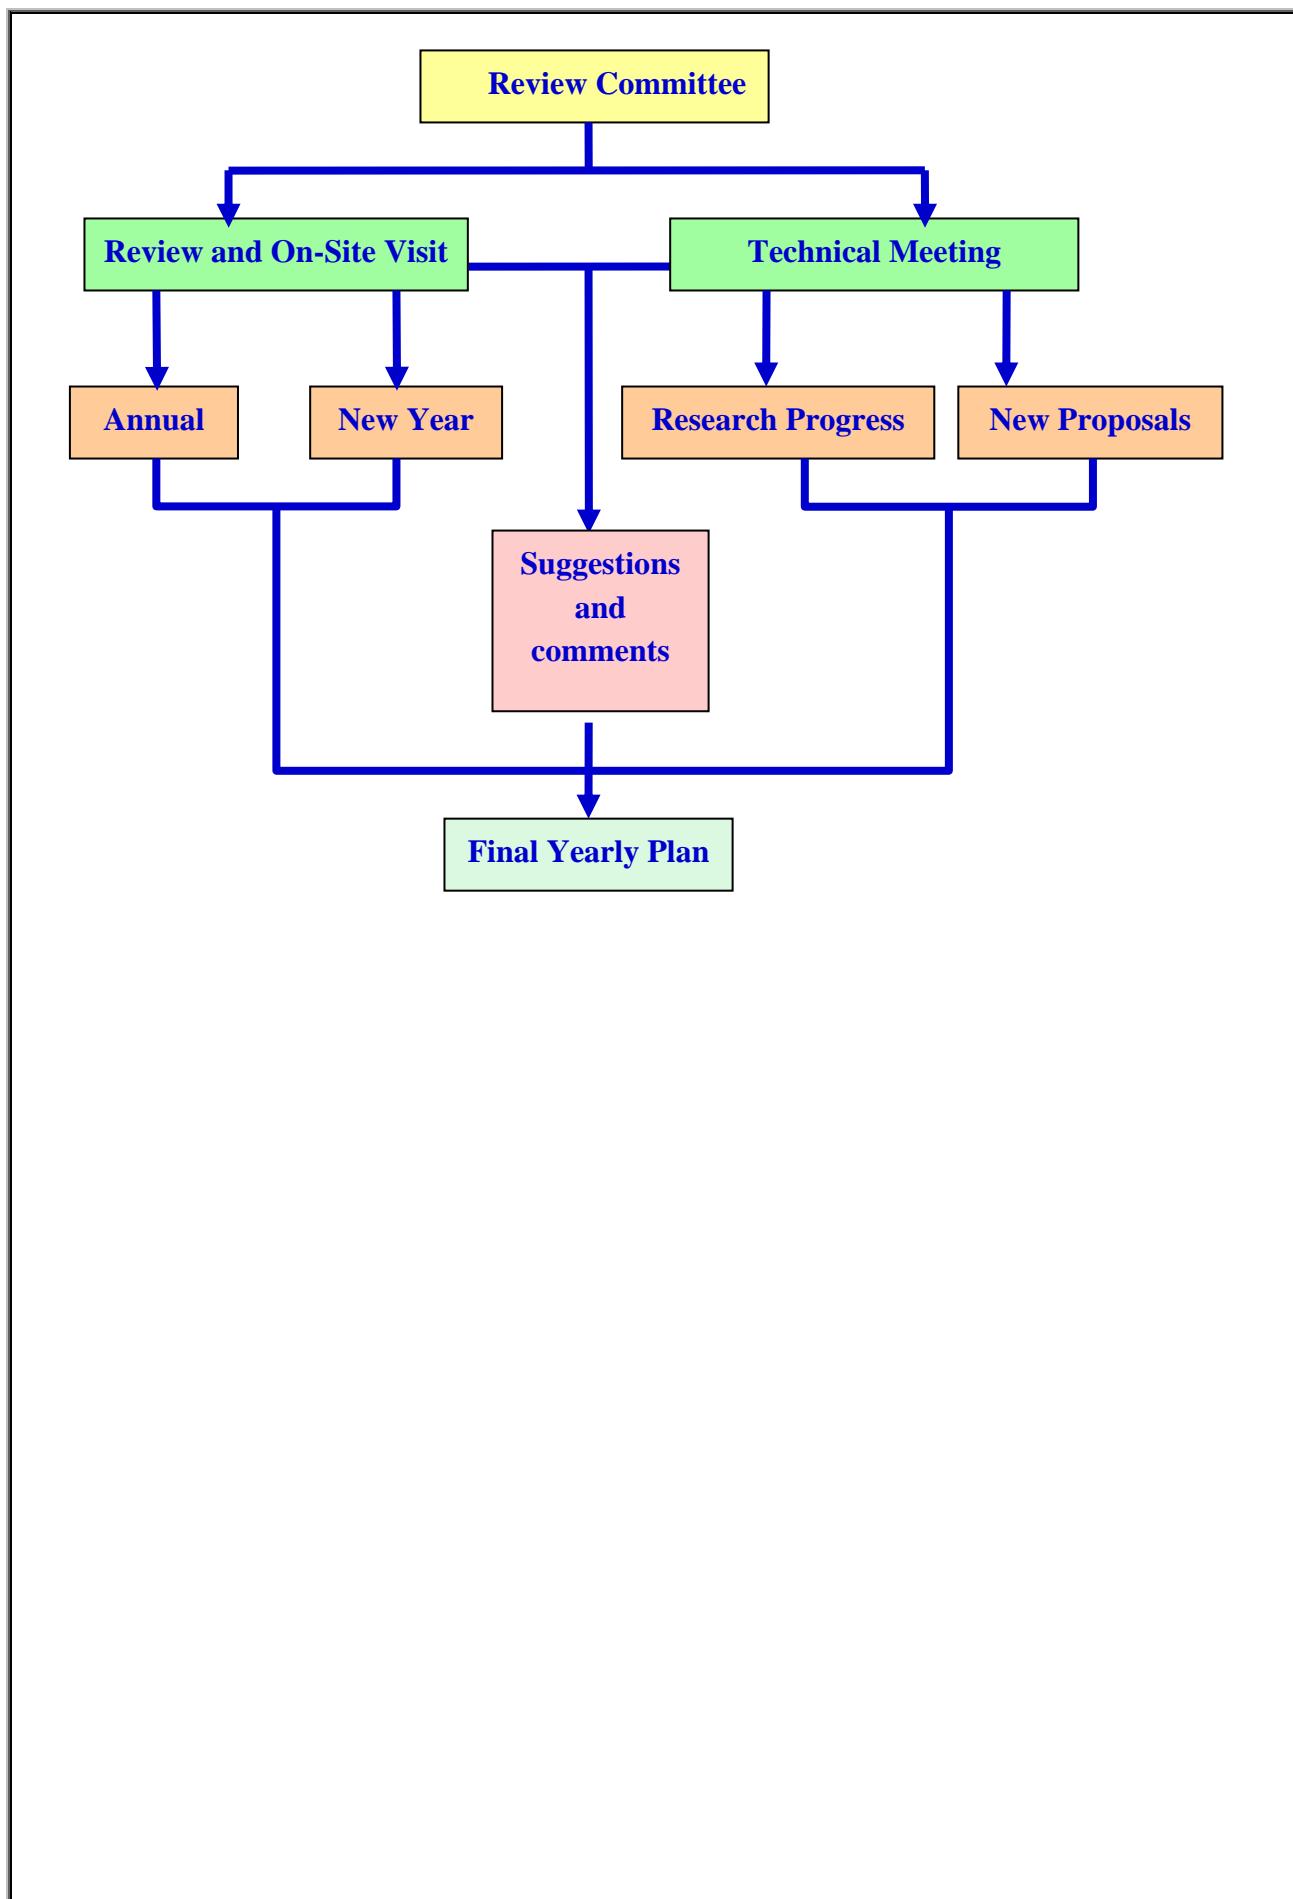 Review Committee
Review and On-Site Visit
Technical Meeting
Annual
New Year
Research Progress
New Proposals
Suggestions
and
comments
Final Yearly Plan